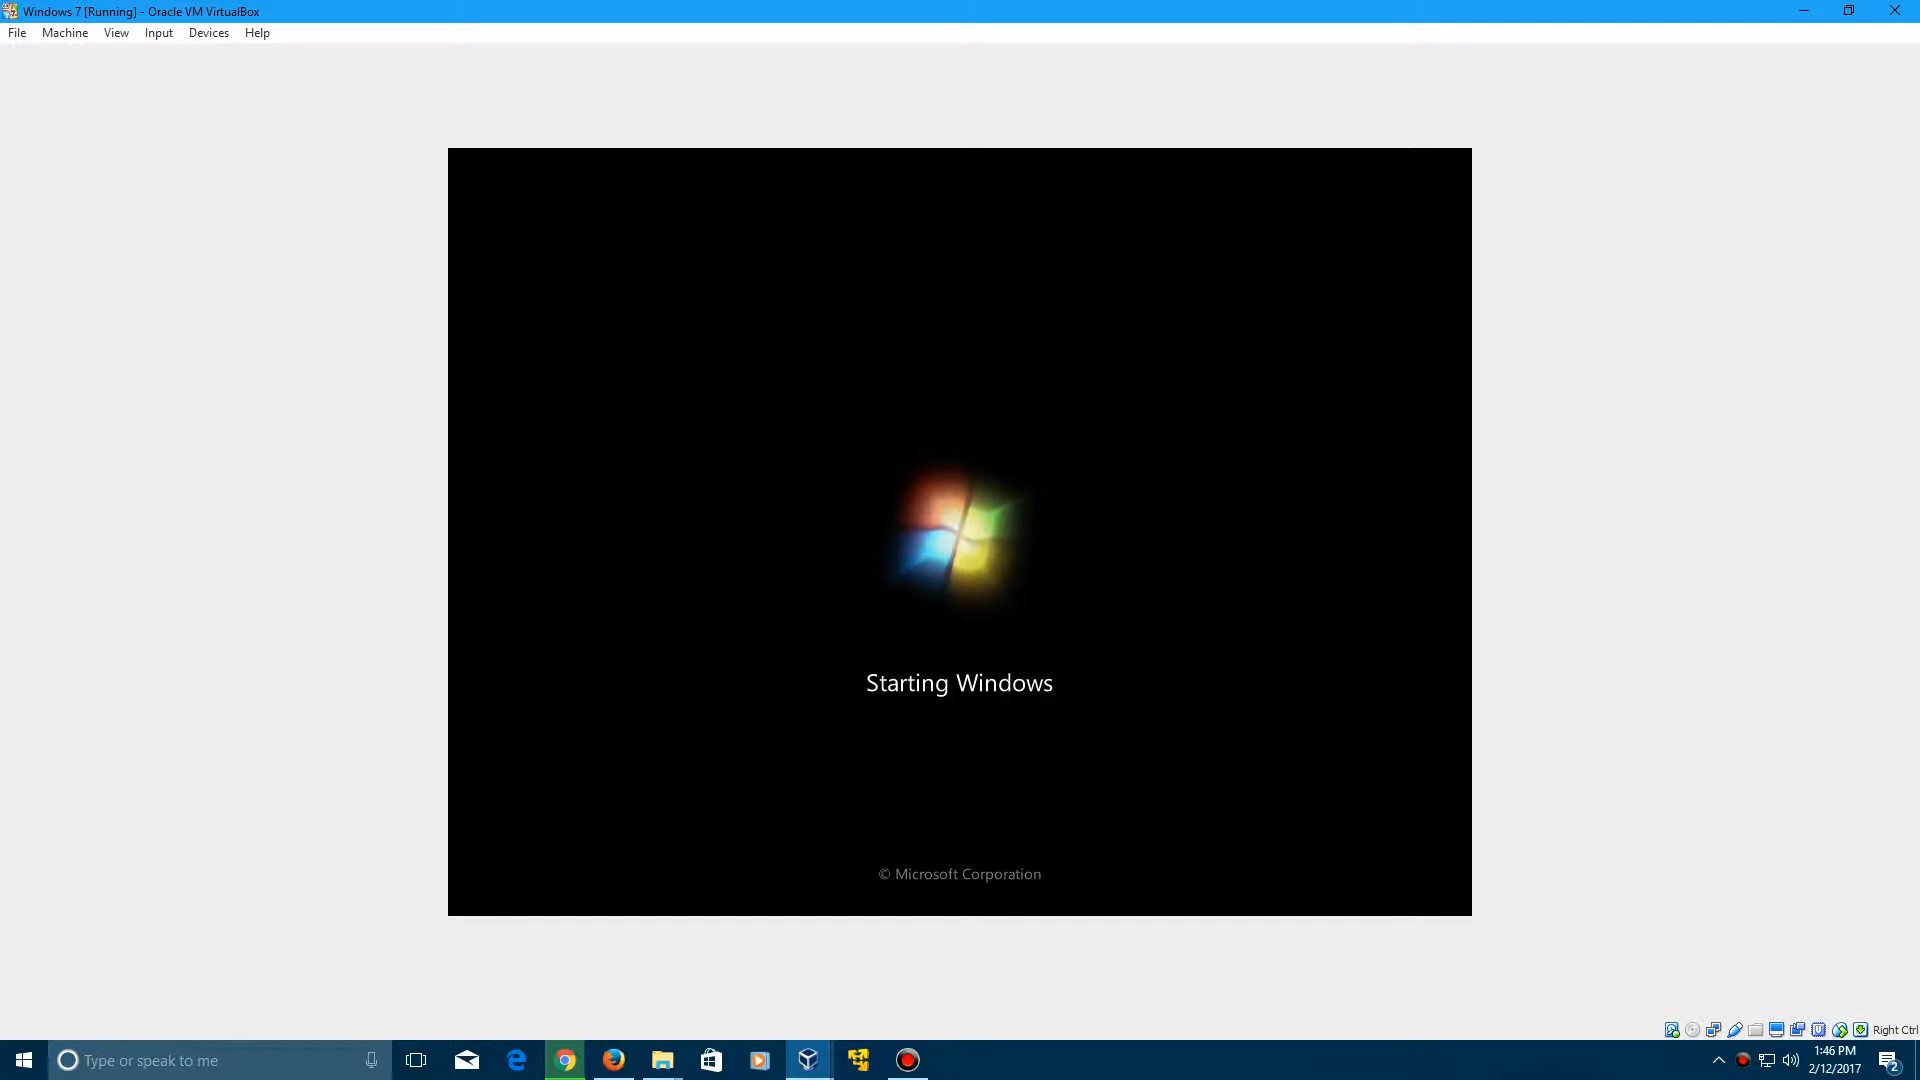 Windows 7 [Running] - Oracle VM VirtualBox
File Machine View Input Devices Help
Starting Windows
© Microsoft Corporation
Right Ctrl
Type or speak to me
1:46 PM
2/12/2017
2